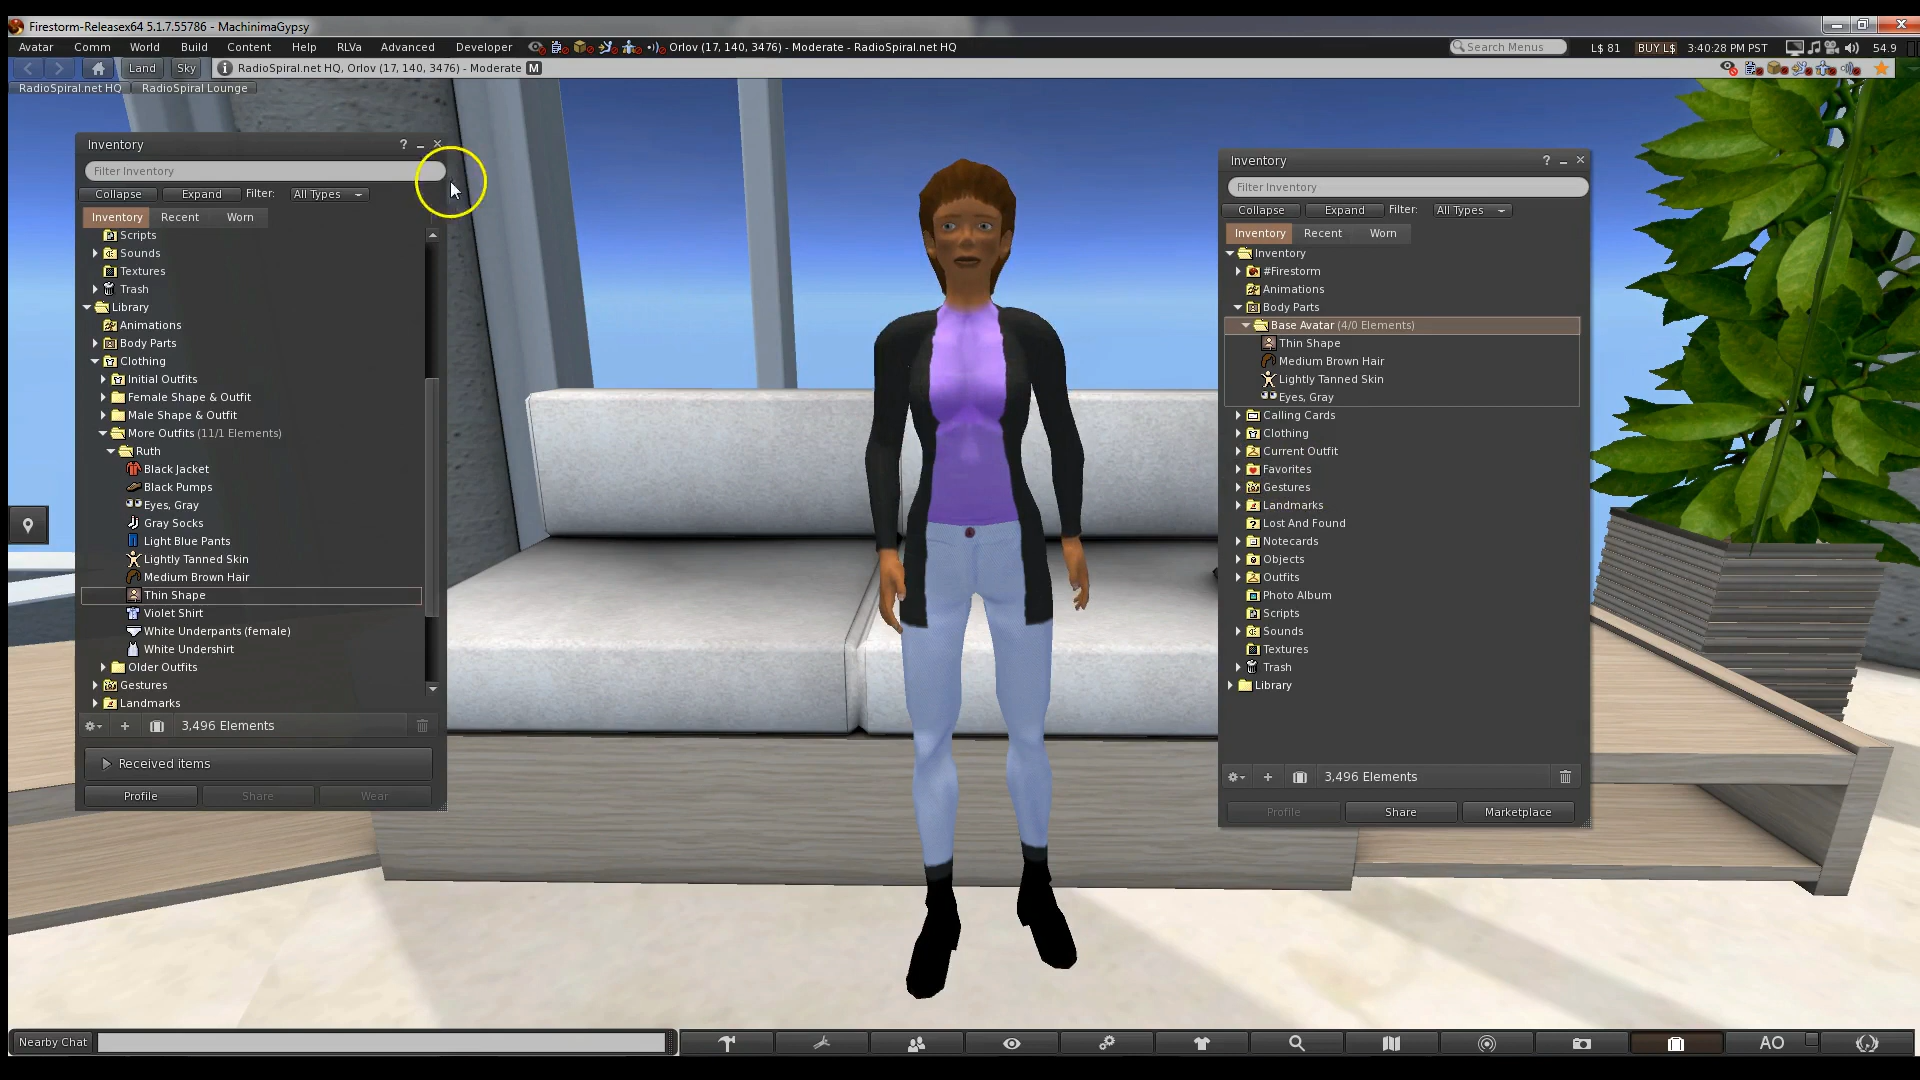 Firestorm-Releasex64 5.1.7.55786 - MachinimaGypsy
Avatar Comm World Build Content Help RLVa Advanced Developer Orlov (17, 140, 3476) - Moderate - RadioSpiral.net HQ Search Menus L$ 81 BUY L$ 3:40:28 PM PST 54.9
Land Sky RadioSpiral.net HQ, Orlov (17, 140, 3476) - Moderate M
RadioSpiral.net HQ RadioSpiral Lounge
Inventory ?
Filter Inventory
Collapse Expand Filter: All Types
Inventory Recent Worn
Scripts
Sounds
Textures
Trash
Library
Animations
Body Parts
Clothing
Initial Outfits
Female Shape & Outfit
Male Shape & Outfit
More Outfits (11/1 Elements)
Ruth
Black Jacket
Black Pumps
Eyes, Gray
Gray Socks
Light Blue Pants
Lightly Tanned Skin
Medium Brown Hair
Thin Shape
Violet Shirt
White Underpants (female)
White Undershirt
Older Outfits
Gestures
Landmarks
3,496 Elements
Received items
Profile Share Wear
Inventory ?
Filter Inventory
Collapse Expand Filter: All Types
Inventory Recent Worn
Inventory
#Firestorm
Animations
Body Parts
Base Avatar (4/0 Elements)
Thin Shape
Medium Brown Hair
Lightly Tanned Skin
Eyes, Gray
Calling Cards
Clothing
Current Outfit
Favorites
Gestures
Landmarks
Lost And Found
Notecards
Objects
Outfits
Photo Album
Scripts
Sounds
Textures
Trash
Library
3,496 Elements
Profile Share Marketplace
Nearby Chat AO